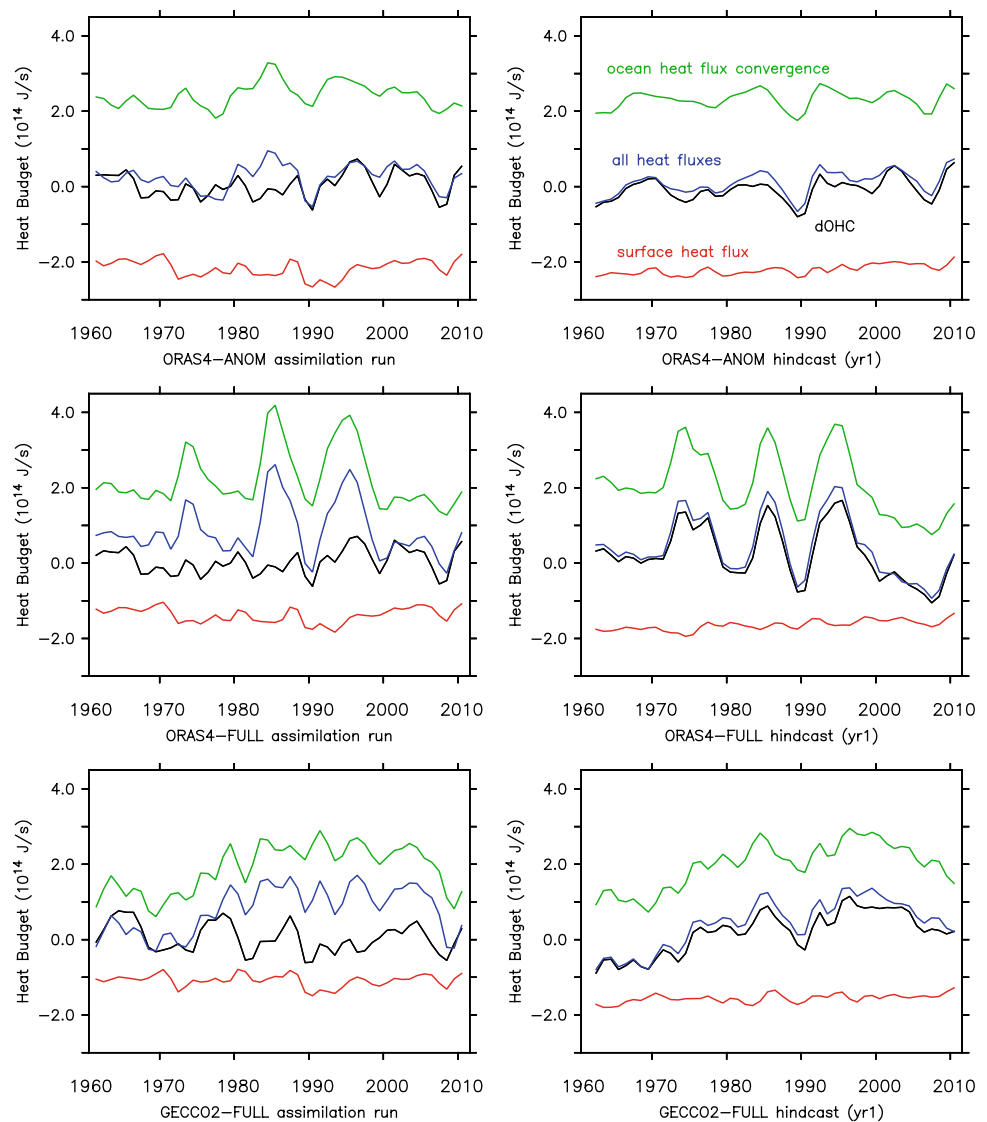 4.0
2.0
0.0
−2.0
Heat Budget (10¹⁴ J/s)
1960 1970 1980 1990 2000 2010
ORAS4−ANOM assimilation run
4.0
2.0
0.0
−2.0
Heat Budget (10¹⁴ J/s)
ocean heat flux convergence
all heat fluxes
dOHC
surface heat flux
1960 1970 1980 1990 2000 2010
ORAS4−ANOM hindcast (yr1)
4.0
2.0
0.0
−2.0
Heat Budget (10¹⁴ J/s)
1960 1970 1980 1990 2000 2010
ORAS4−FULL assimilation run
4.0
2.0
0.0
−2.0
Heat Budget (10¹⁴ J/s)
1960 1970 1980 1990 2000 2010
ORAS4−FULL hindcast (yr1)
4.0
2.0
0.0
−2.0
Heat Budget (10¹⁴ J/s)
1960 1970 1980 1990 2000 2010
GECCO2−FULL assimilation run
4.0
2.0
0.0
−2.0
Heat Budget (10¹⁴ J/s)
1960 1970 1980 1990 2000 2010
GECCO2−FULL hindcast (yr1)